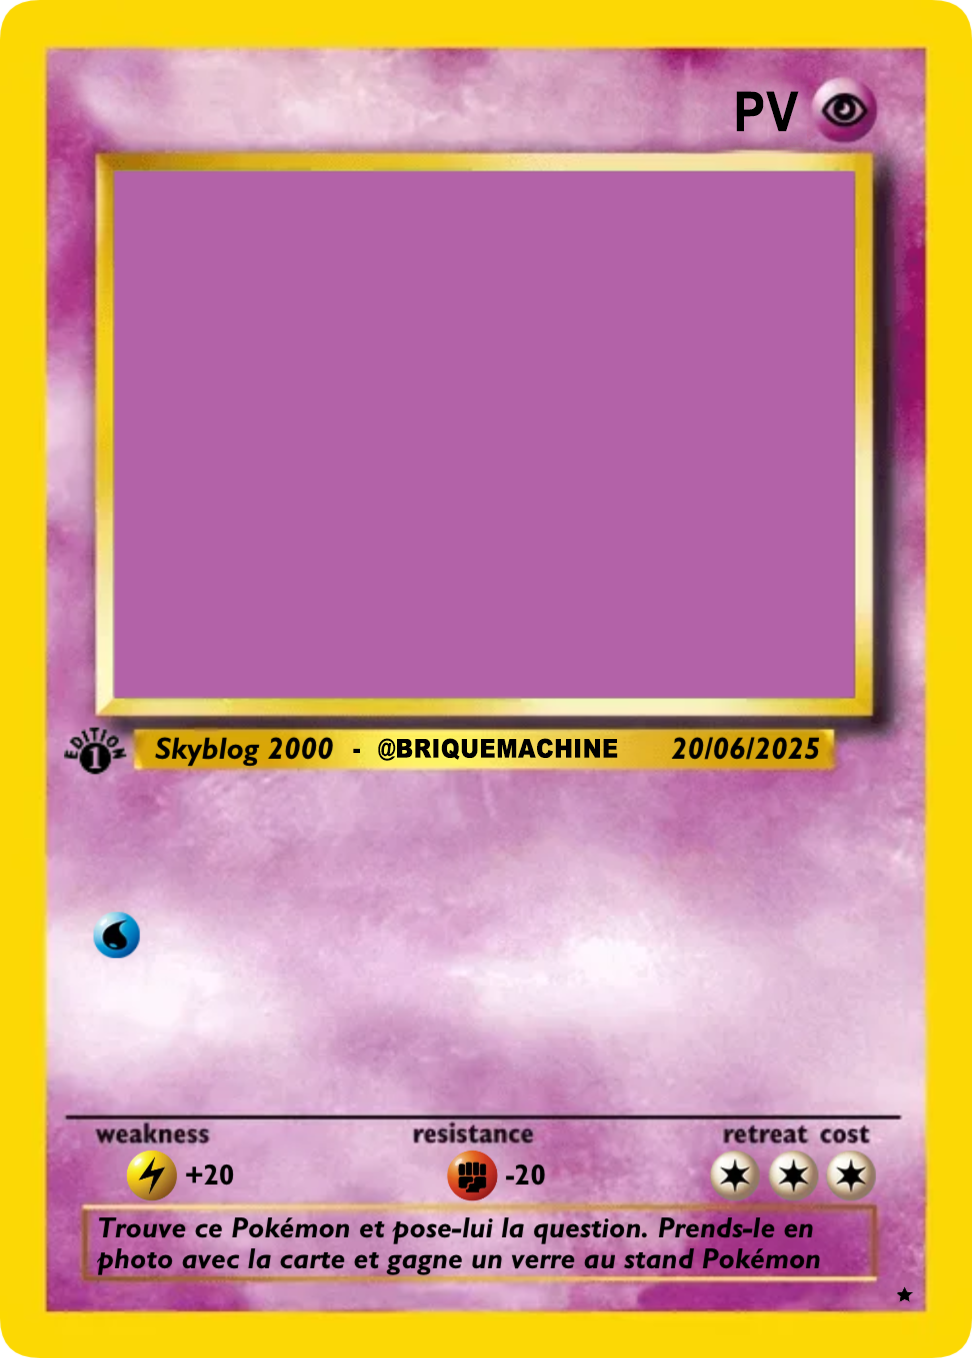 PV
EDITION 1
Skyblog 2000 - @BRIQUEMACHINE 20/06/2025
weakness resistance retreat cost
+20 -20
Trouve ce Pokémon et pose-lui la question. Prends-le en
photo avec la carte et gagne un verre au stand Pokémon